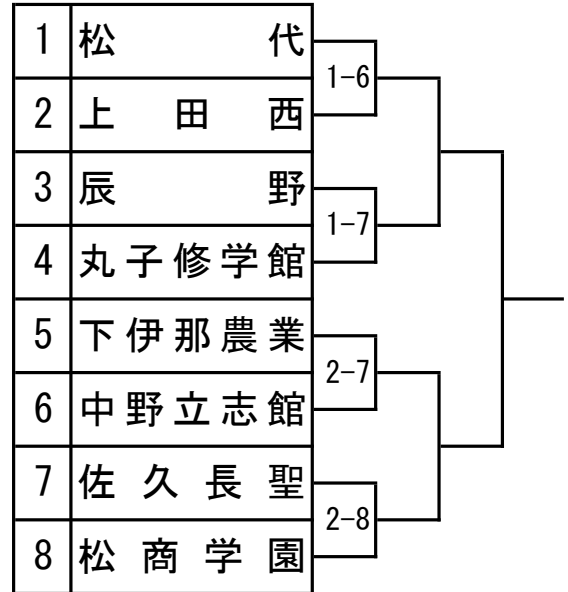 1 松代
1-6
2 上田西
3 辰野
1-7
4 丸子修学館
5 下伊那農業
2-7
6 中野立志館
7 佐久長聖
2-8
8 松商学園